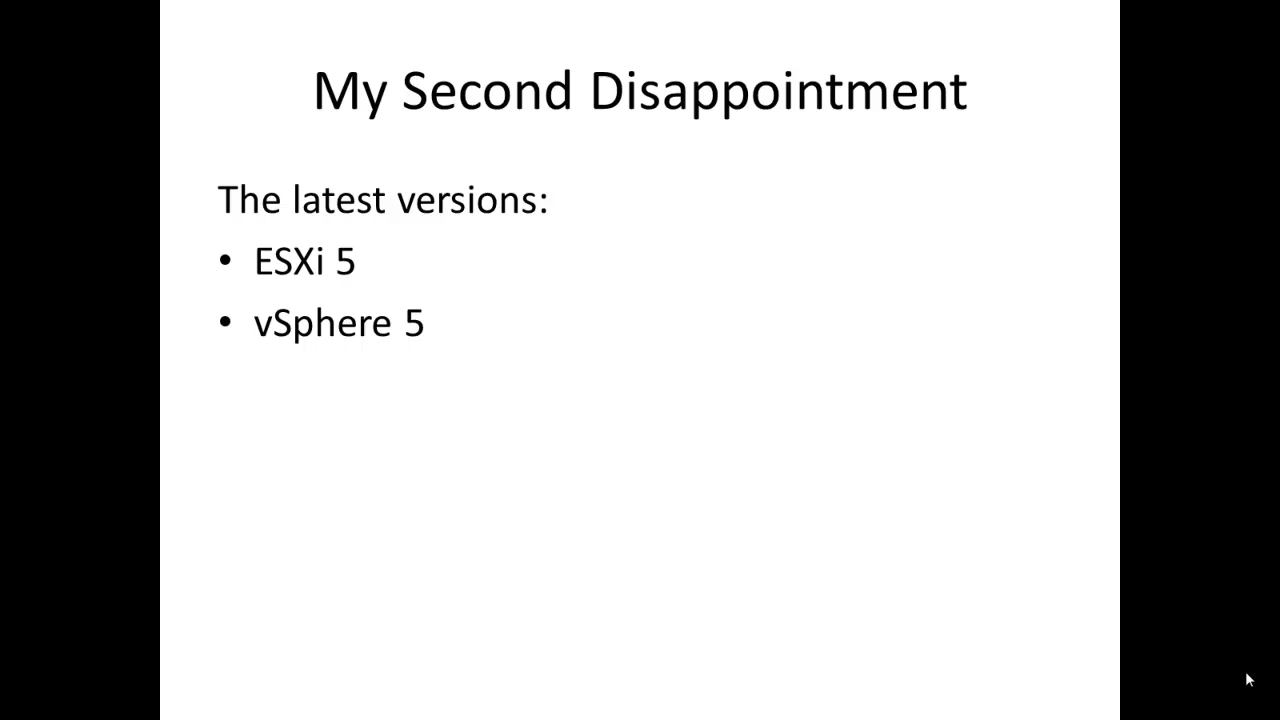 My Second Disappointment
The latest versions:
• ESXi 5
• vSphere 5